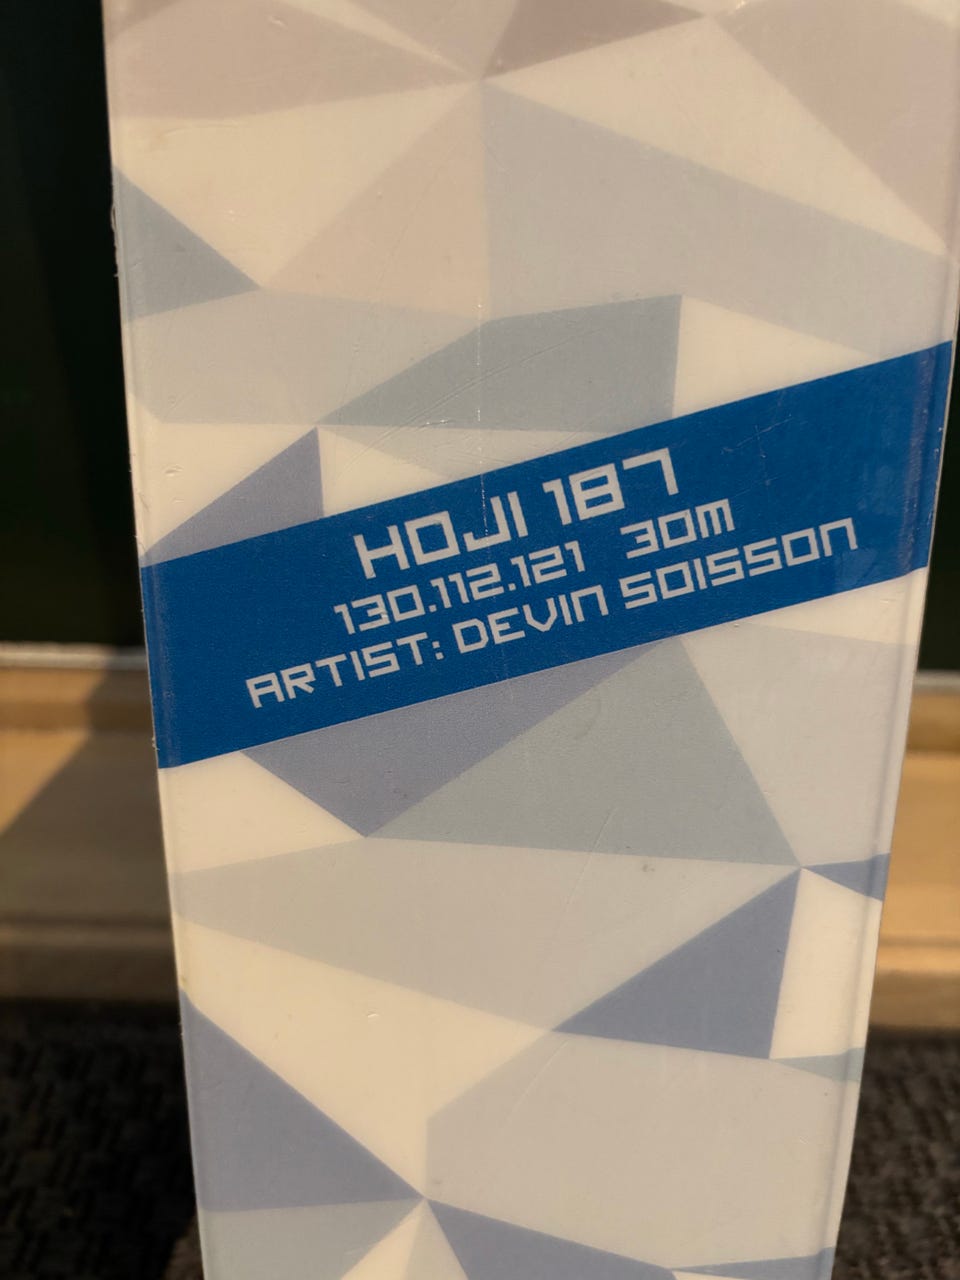 HOJI 187
130.112.121 30m
ARTIST: DEVIN SOISSON